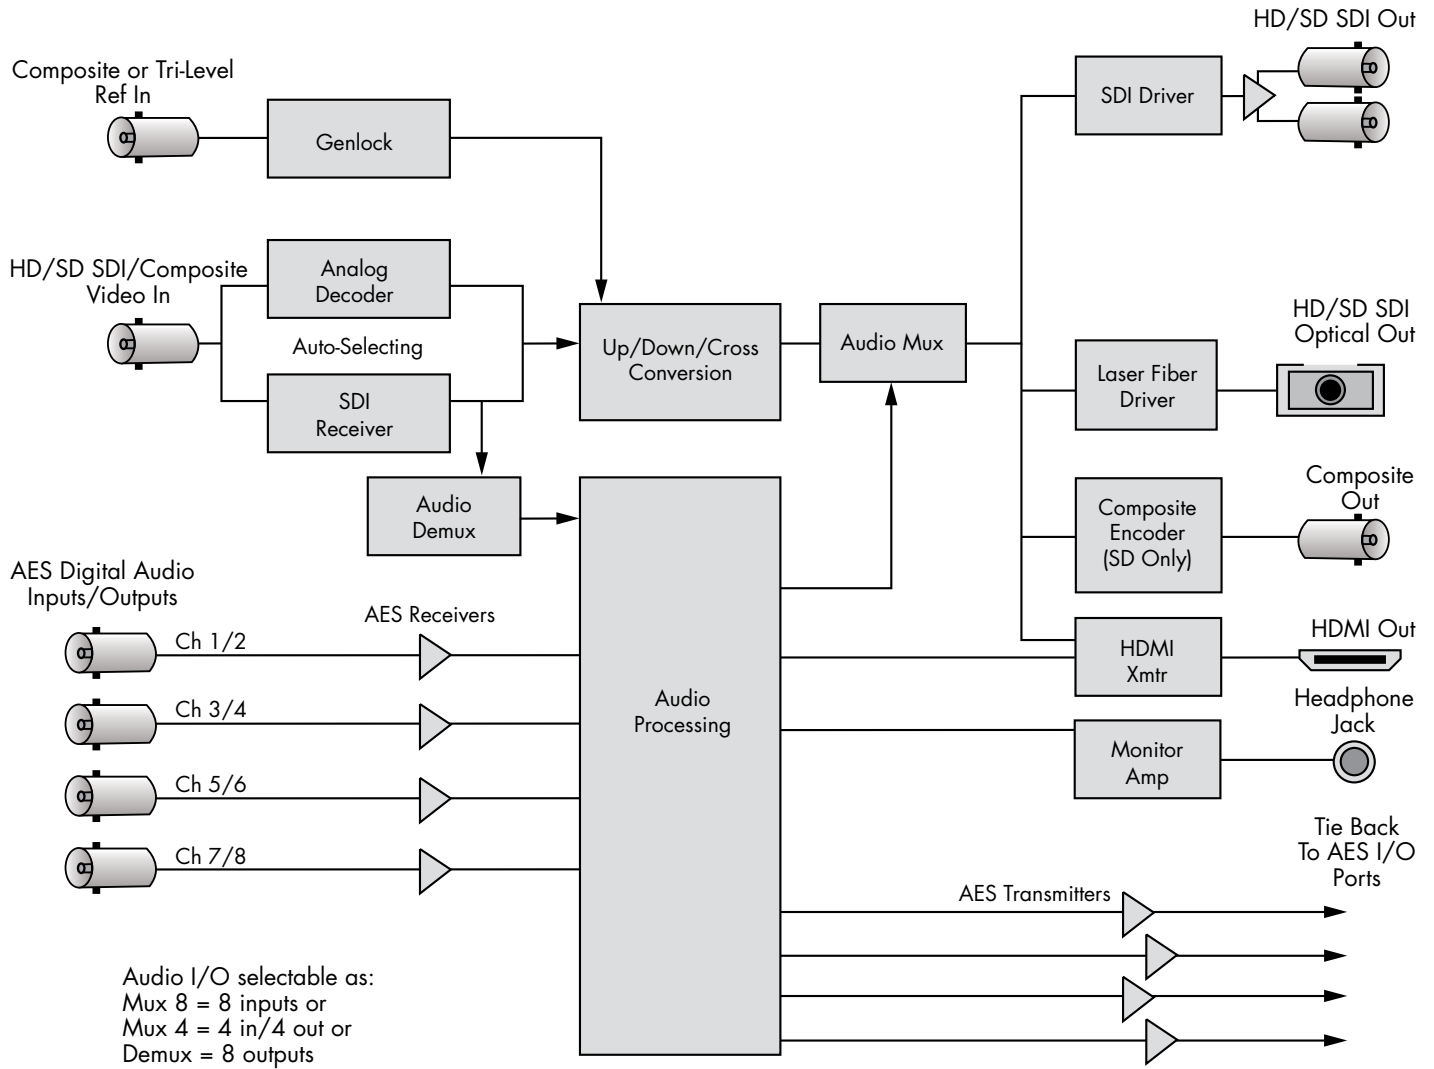 HD/SD SDI Out
Composite or Tri-Level
Ref In
Genlock
SDI Driver
HD/SD SDI/Composite
Video In
Analog
Decoder
Auto-Selecting
SDI
Receiver
Up/Down/Cross
Conversion
Audio Mux
HD/SD SDI
Optical Out
Laser Fiber
Driver
Audio
Demux
Composite
Encoder
(SD Only)
Composite
Out
AES Digital Audio
Inputs/Outputs
AES Receivers
Ch 1/2
Ch 3/4
Ch 5/6
Ch 7/8
Audio
Processing
HDMI
Xmtr
HDMI Out
Headphone
Jack
Monitor
Amp
Tie Back
To AES I/O
Ports
AES Transmitters
Audio I/O selectable as:
Mux 8 = 8 inputs or
Mux 4 = 4 in/4 out or
Demux = 8 outputs